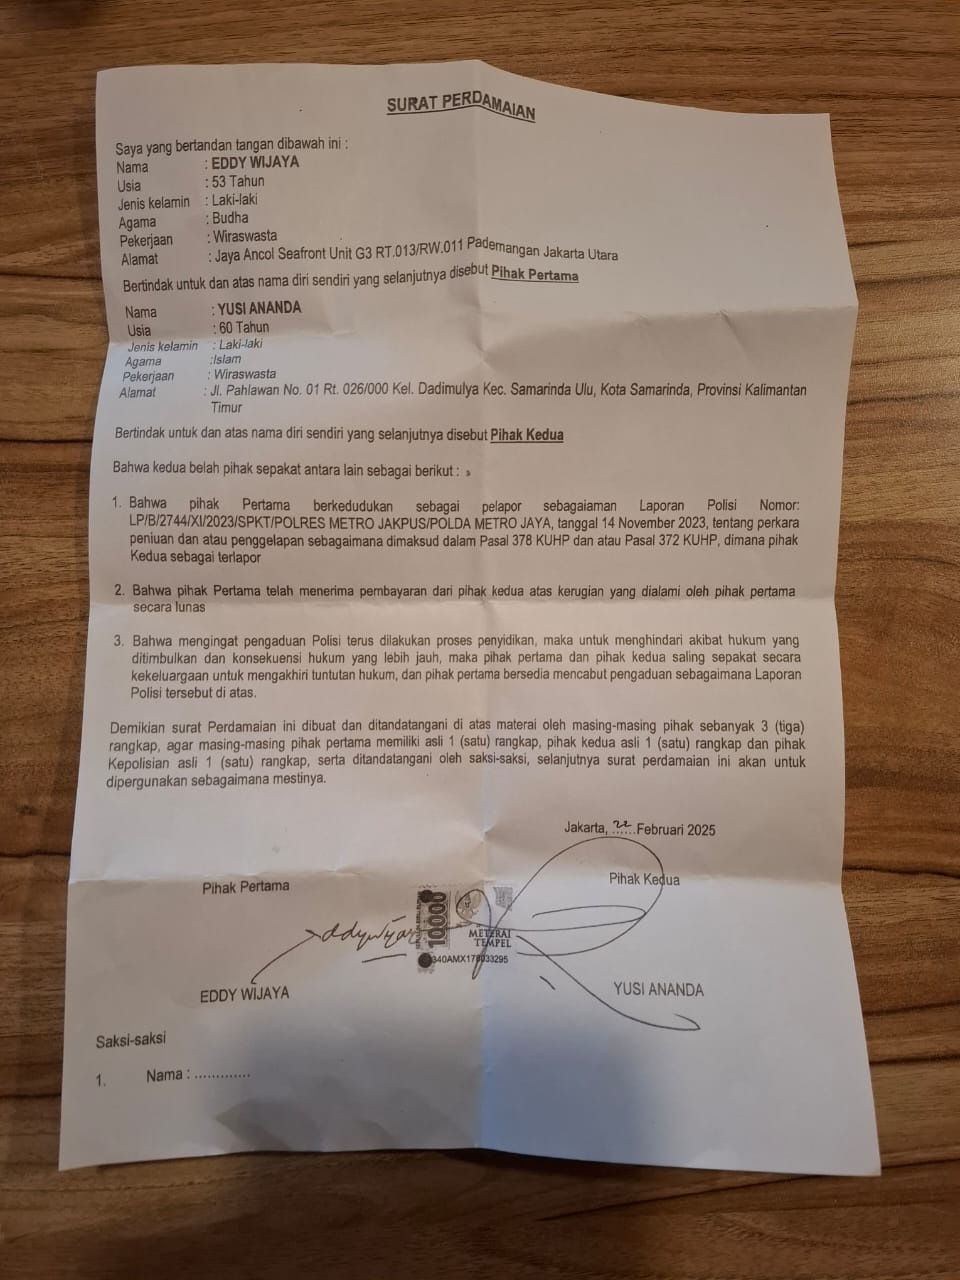 SURAT PERDAMAIAN
Saya yang bertandan tangan dibawah ini :
Nama : EDDY WIJAYA
Usia : 53 Tahun
Jenis kelamin : Laki-laki
Agama : Budha
Pekerjaan : Wiraswasta
Alamat : Jaya Ancol Seafront Unit G3 RT.013/RW.011 Pademangan Jakarta Utara
Bertindak untuk dan atas nama diri sendiri yang selanjutnya disebut Pihak Pertama
Nama : YUSI ANANDA
Usia : 60 Tahun
Jenis kelamin : Laki-laki
Agama :Islam
Pekerjaan : Wiraswasta
Alamat : Jl. Pahlawan No. 01 Rt. 026/000 Kel. Dadimulya Kec. Samarinda Ulu, Kota Samarinda, Provinsi Kalimantan
Timur
Bertindak untuk dan atas nama diri sendiri yang selanjutnya disebut Pihak Kedua
Bahwa kedua belah pihak sepakat antara lain sebagai berikut :
1. Bahwa pihak Pertama berkedudukan sebagai pelapor sebagaiaman Laporan Polisi Nomor:
LP/B/2744/XI/2023/SPKT/POLRES METRO JAKPUS/POLDA METRO JAYA, tanggal 14 November 2023, tentang perkara
peniuan dan atau penggelapan sebagaimana dimaksud dalam Pasal 378 KUHP dan atau Pasal 372 KUHP, dimana pihak
Kedua sebagai terlapor
2. Bahwa pihak Pertama telah menerima pembayaran dari pihak kedua atas kerugian yang dialami oleh pihak pertama
secara lunas
3. Bahwa mengingat pengaduan Polisi terus dilakukan proses penyidikan, maka untuk menghindari akibat hukum yang
ditimbulkan dan konsekuensi hukum yang lebih jauh, maka pihak pertama dan pihak kedua saling sepakat secara
kekeluargaan untuk mengakhiri tuntutan hukum, dan pihak pertama bersedia mencabut pengaduan sebagaimana Laporan
Polisi tersebut di atas.
Demikian surat Perdamaian ini dibuat dan ditandatangani di atas materai oleh masing-masing pihak sebanyak 3 (tiga)
rangkap, agar masing-masing pihak pertama memiliki asli 1 (satu) rangkap, pihak kedua asli 1 (satu) rangkap dan pihak
Kepolisian asli 1 (satu) rangkap, serta ditandatangani oleh saksi-saksi, selanjutnya surat perdamaian ini akan untuk
dipergunakan sebagaimana mestinya.
Jakarta, 22 Februari 2025
Pihak Pertama Pihak Kedua
10000
METERAI
TEMPEL
EDDY WIJAYA YUSI ANANDA
Saksi-saksi
1. Nama : .............